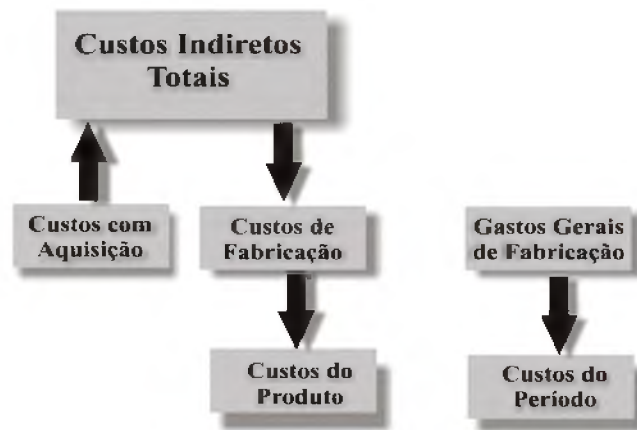 Custos Indiretos
Totais
Custos com
Aquisição
Custos de
Fabricação
Gastos Gerais
de Fabricação
Custos do
Produto
Custos do
Período